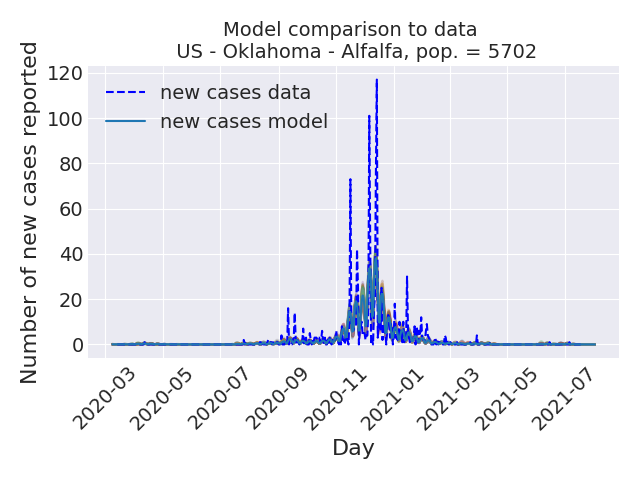 Model comparison to data
US - Oklahoma - Alfalfa, pop. = 5702
Number of new cases reported
120
100
80
60
40
20
0
new cases data
new cases model
2020-03
2020-05
2020-07
2020-09
2020-11
2021-01
2021-03
2021-05
2021-07
Day